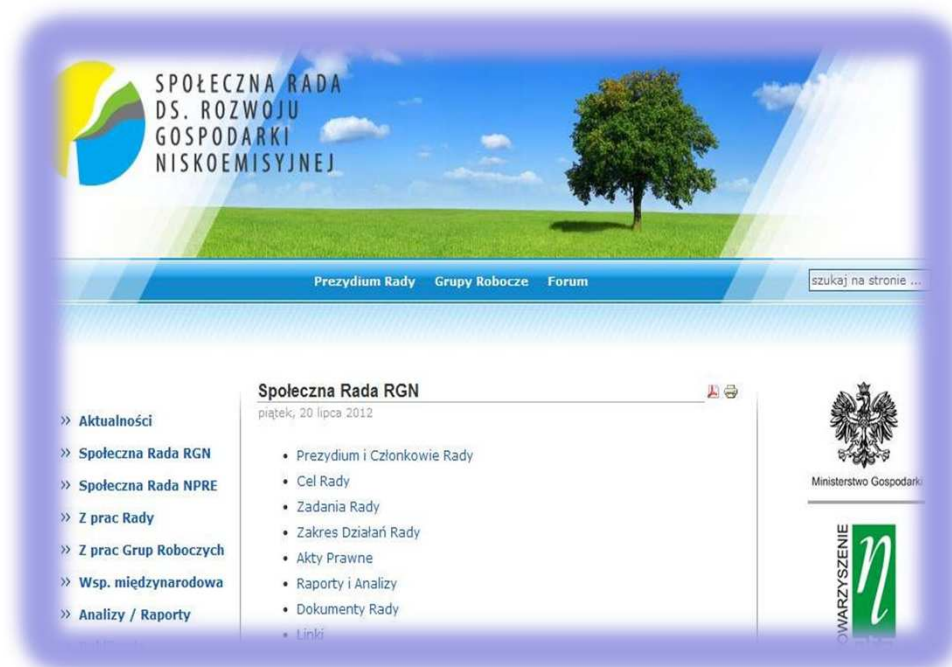 SPOŁECZNA RADA
DS. ROZWOJU
GOSPODARKI
NISKOEMISYJNEJ
Prezydium Rady Grupy Robocze Forum
szukaj na stronie ...
Społeczna Rada RGN
piątek, 20 lipca 2012
» Aktualności
» Społeczna Rada RGN
» Społeczna Rada NPRE
» Z prac Rady
» Z prac Grup Roboczych
» Wsp. międzynarodowa
» Analizy / Raporty
• Prezydium i Członkowie Rady
• Cel Rady
• Zadania Rady
• Zakres Działań Rady
• Akty Prawne
• Raporty i Analizy
• Dokumenty Rady
• Linki
Ministerstwo Gospodarki
OWARZYSZENIE
η